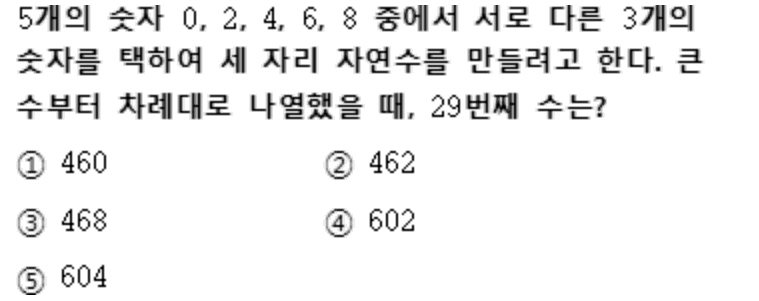 5개의 숫자 0, 2, 4, 6, 8 중에서 서로 다른 3개의
숫자를 택하여 세 자리 자연수를 만들려고 한다. 큰
수부터 차례대로 나열했을 때, 29번째 수는?
① 460 ② 462
③ 468 ④ 602
⑤ 604